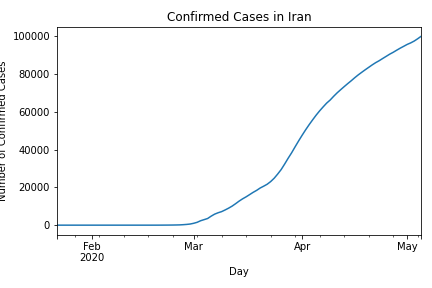 Confirmed Cases in Iran
Number of Confirmed Cases
100000
80000
60000
40000
20000
0
Feb Mar Apr May
2020
Day